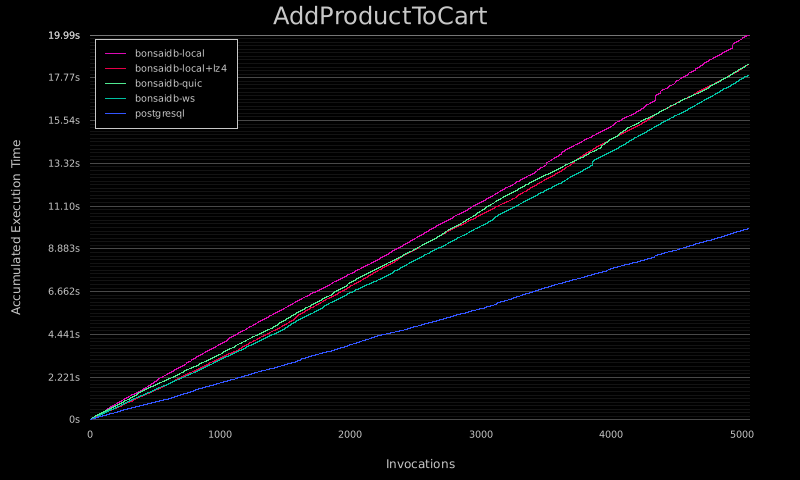 AddProductToCart
19.99s
17.77s
15.54s
13.32s
11.10s
8.883s
6.662s
4.441s
2.221s
0s
Accumulated Execution Time
bonsaidb-local
bonsaidb-local+lz4
bonsaidb-quic
bonsaidb-ws
postgresql
0
1000
2000
3000
4000
5000
Invocations